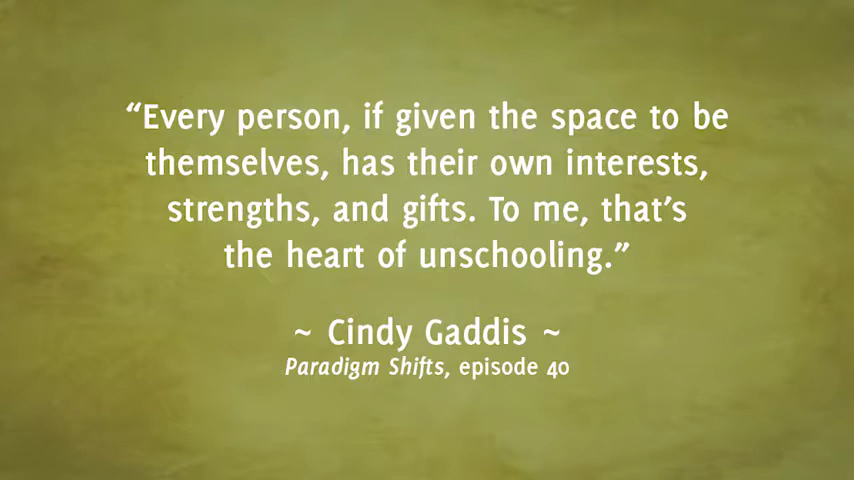 “Every person, if given the space to be
themselves, has their own interests,
strengths, and gifts. To me, that’s
the heart of unschooling.”
~ Cindy Gaddis ~
Paradigm Shifts, episode 40